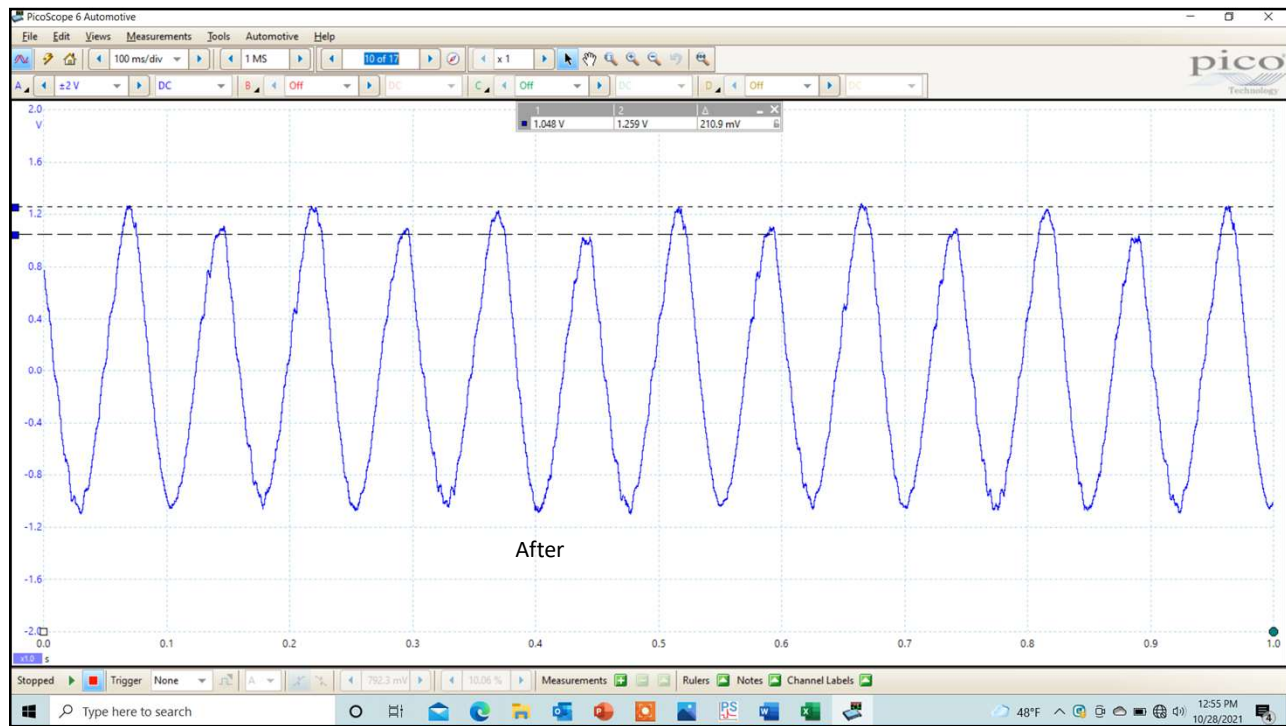 PicoScope 6 Automotive
File Edit Views Measurements Tools Automotive Help
100 ms/div 1 MS 10 of 17 x 1
pico
Technology
A ±2 V DC B Off DC C Off DC D Off DC
1 2 Δ
1.048 V 1.259 V 210.9 mV
2.0
V
1.6
1.2
0.8
0.4
0.0
-0.4
-0.8
-1.2
-1.6
-2.0
After
0.0 0.1 0.2 0.3 0.4 0.5 0.6 0.7 0.8 0.9 1.0
x1.0 s
Stopped Trigger None A 792.3 mV 10.06 % Measurements Rulers Notes Channel Labels
Type here to search
48°F
12:55 PM
10/28/2021